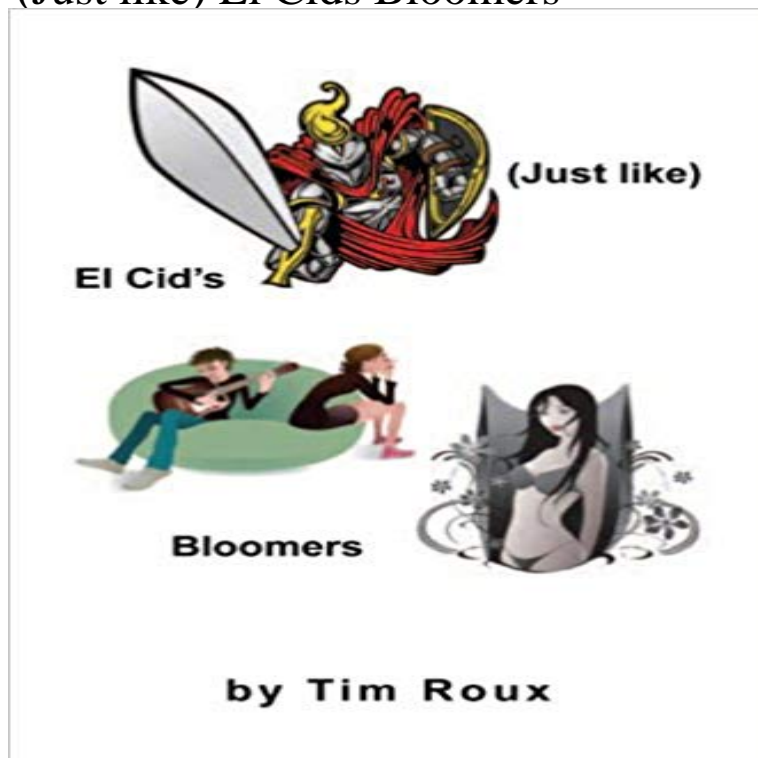 (Just like) El Cids Bloomers
(Just like)
El Cid's
Bloomers
by Tim Roux